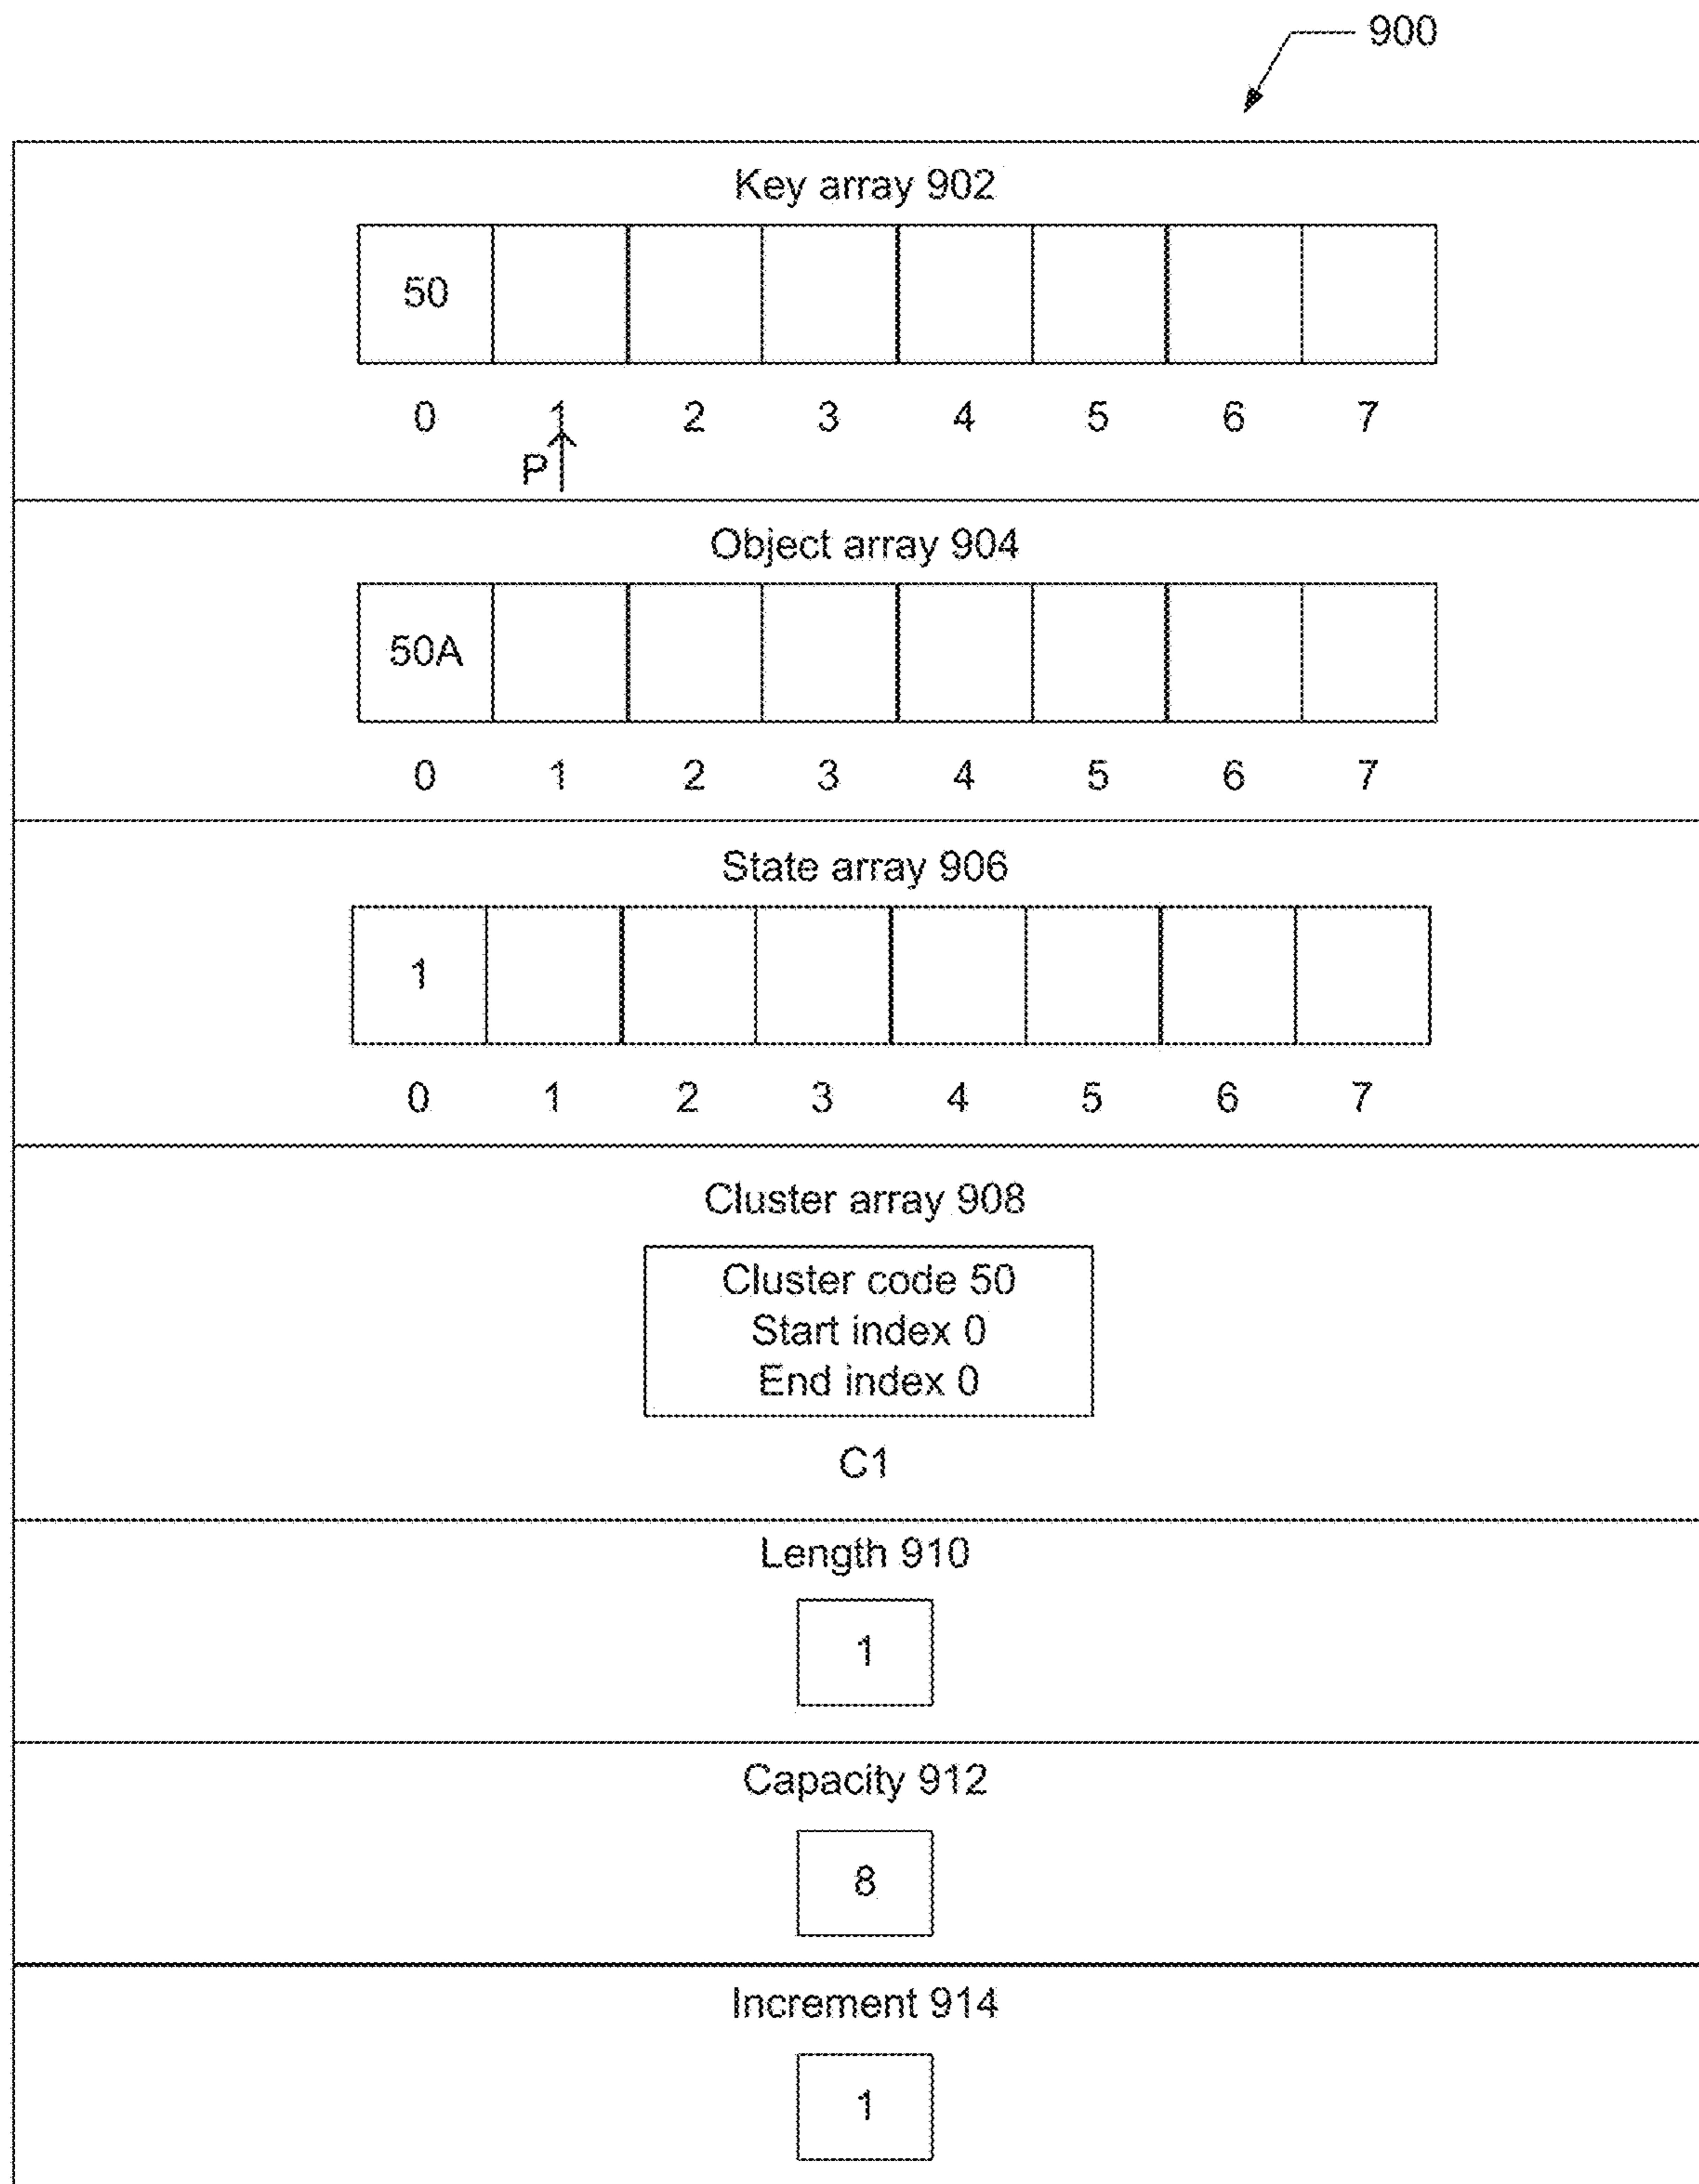 900
Key array 902
50
0 1 2 3 4 5 6 7
P
Object array 904
50A
0 1 2 3 4 5 6 7
State array 906
1
0 1 2 3 4 5 6 7
Cluster array 908
Cluster code 50
Start index 0
End index 0
C1
Length 910
1
Capacity 912
8
Increment 914
1